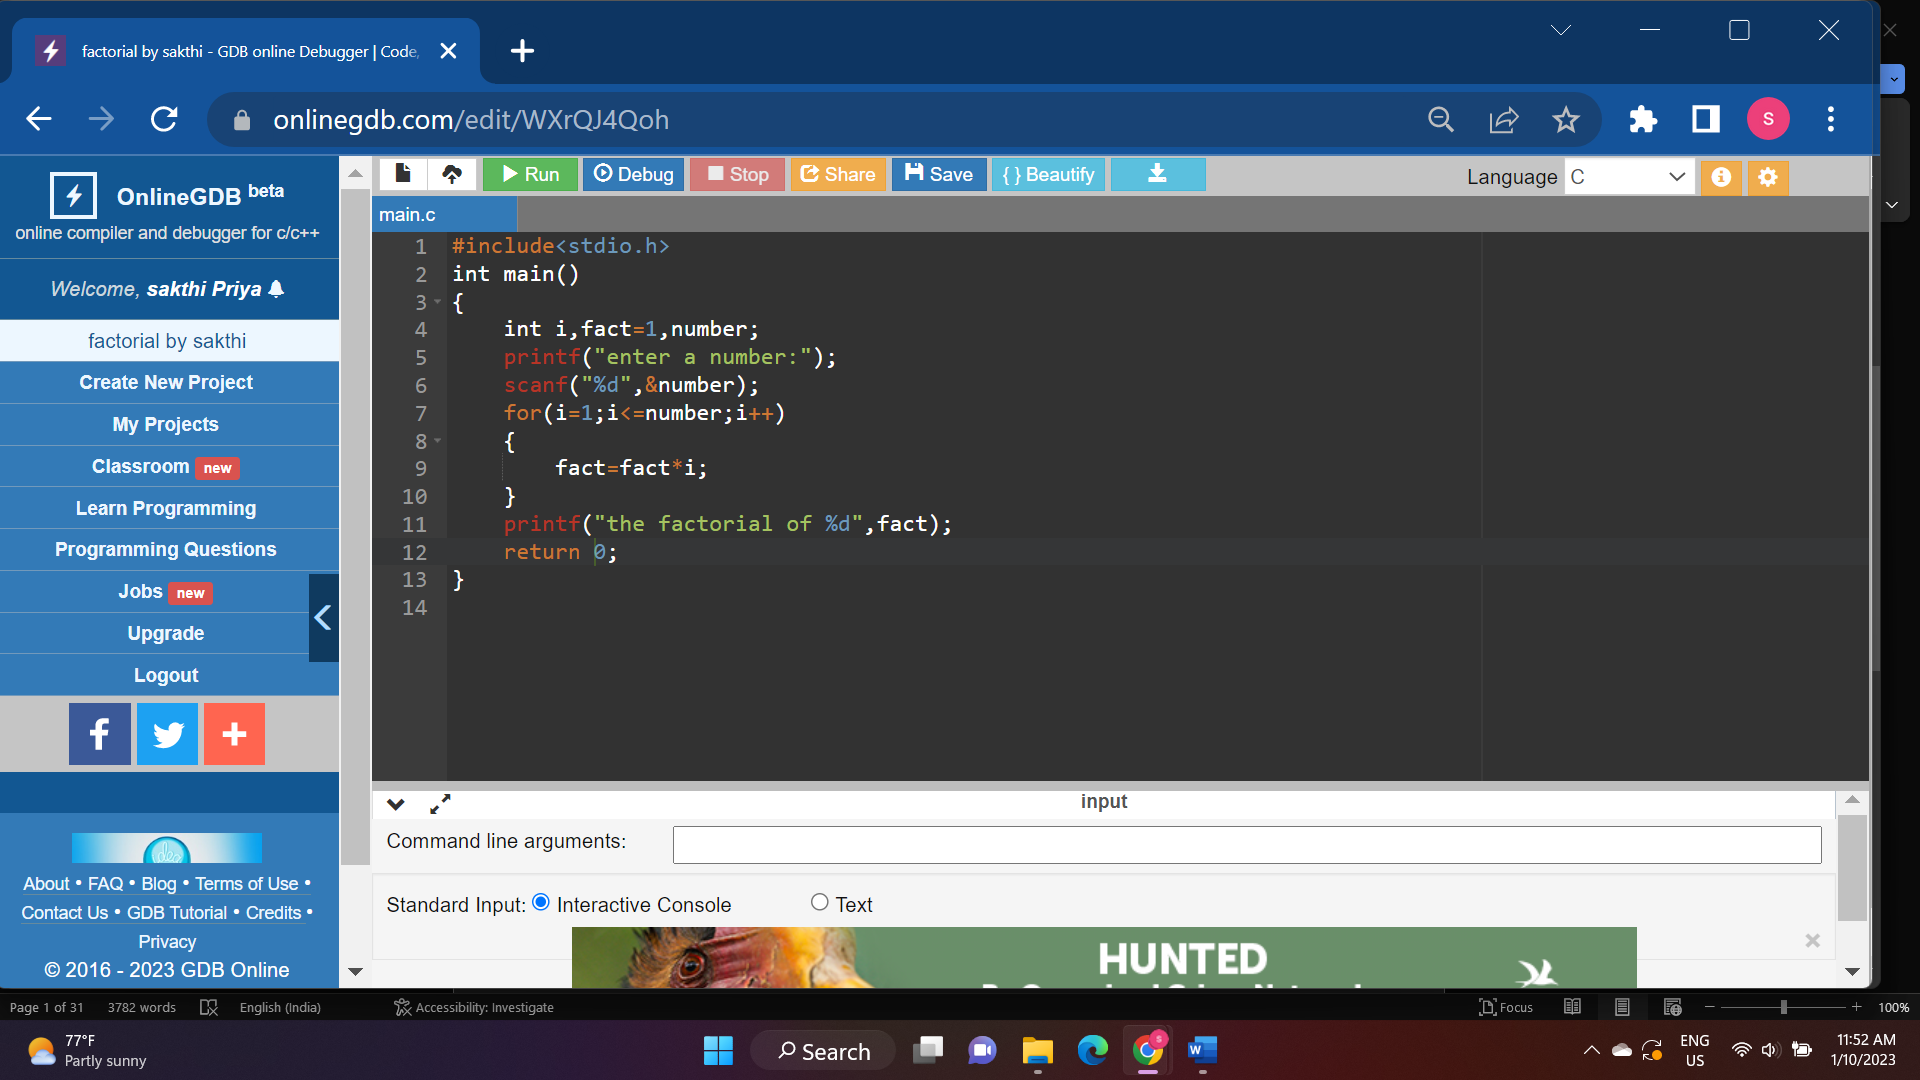 factorial by sakthi - GDB online Debugger | Code,
onlinegdb.com/edit/WXrQJ4Qoh
S
OnlineGDB beta
online compiler and debugger for c/c++
Welcome, sakthi Priya
factorial by sakthi
Create New Project
My Projects
Classroom new
Learn Programming
Programming Questions
Jobs new
Upgrade
Logout
About • FAQ • Blog • Terms of Use •
Contact Us • GDB Tutorial • Credits •
Privacy
© 2016 - 2023 GDB Online
Run Debug Stop Share Save { } Beautify
Language C
main.c
1 #include<stdio.h>
2 int main()
3 {
4 int i,fact=1,number;
5 printf("enter a number:");
6 scanf("%d",&number);
7 for(i=1;i<=number;i++)
8 {
9 fact=fact*i;
10 }
11 printf("the factorial of %d",fact);
12 return 0;
13 }
14
input
Command line arguments:
Standard Input: Interactive Console Text
HUNTED
Page 1 of 31 3782 words English (India) Accessibility: Investigate Focus 100%
77°F
Partly sunny
Search
ENG
US
11:52 AM
1/10/2023